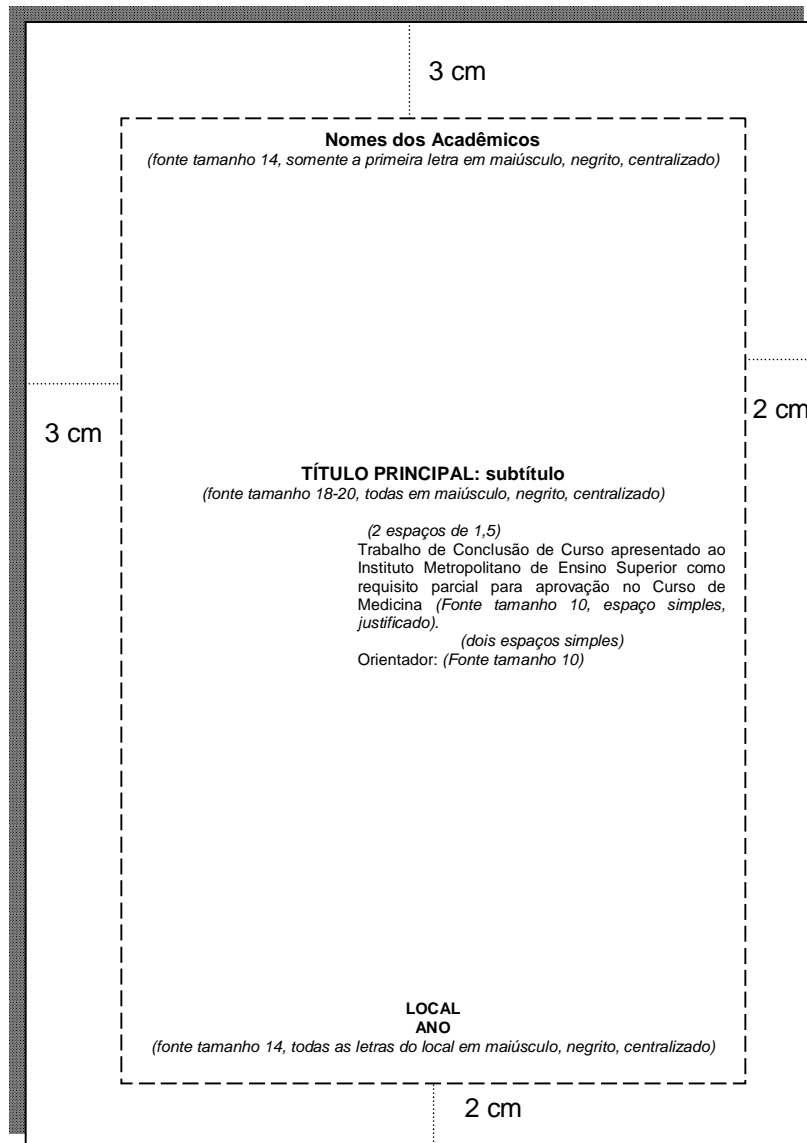 3 cm
Nomes dos Acadêmicos
(fonte tamanho 14, somente a primeira letra em maiúsculo, negrito, centralizado)
2 cm
3 cm
TÍTULO PRINCIPAL: subtítulo
(fonte tamanho 18-20, todas em maiúsculo, negrito, centralizado)
(2 espaços de 1,5)
Trabalho de Conclusão de Curso apresentado ao
Instituto Metropolitano de Ensino Superior como
requisito parcial para aprovação no Curso de
Medicina (Fonte tamanho 10, espaço simples,
justificado).
(dois espaços simples)
Orientador: (Fonte tamanho 10)
LOCAL
ANO
(fonte tamanho 14, todas as letras do local em maiúsculo, negrito, centralizado)
2 cm